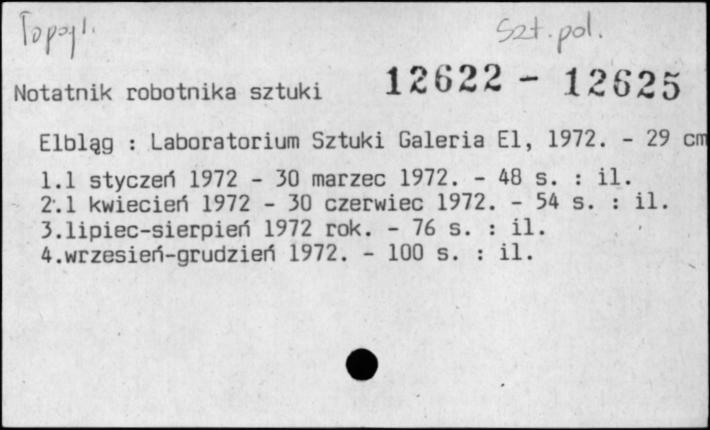 Topogr. Szt. pol.
12622 - 12625
Notatnik robotnika sztuki
Elbląg : Laboratorium Sztuki Galeria El, 1972. - 29 cm
1.1 styczeń 1972 - 30 marzec 1972. - 48 s. : il.
2.1 kwiecień 1972 - 30 czerwiec 1972. - 54 s. : il.
3.lipiec-sierpień 1972 rok. - 76 s. : il.
4.wrzesień-grudzień 1972. - 100 s. : il.